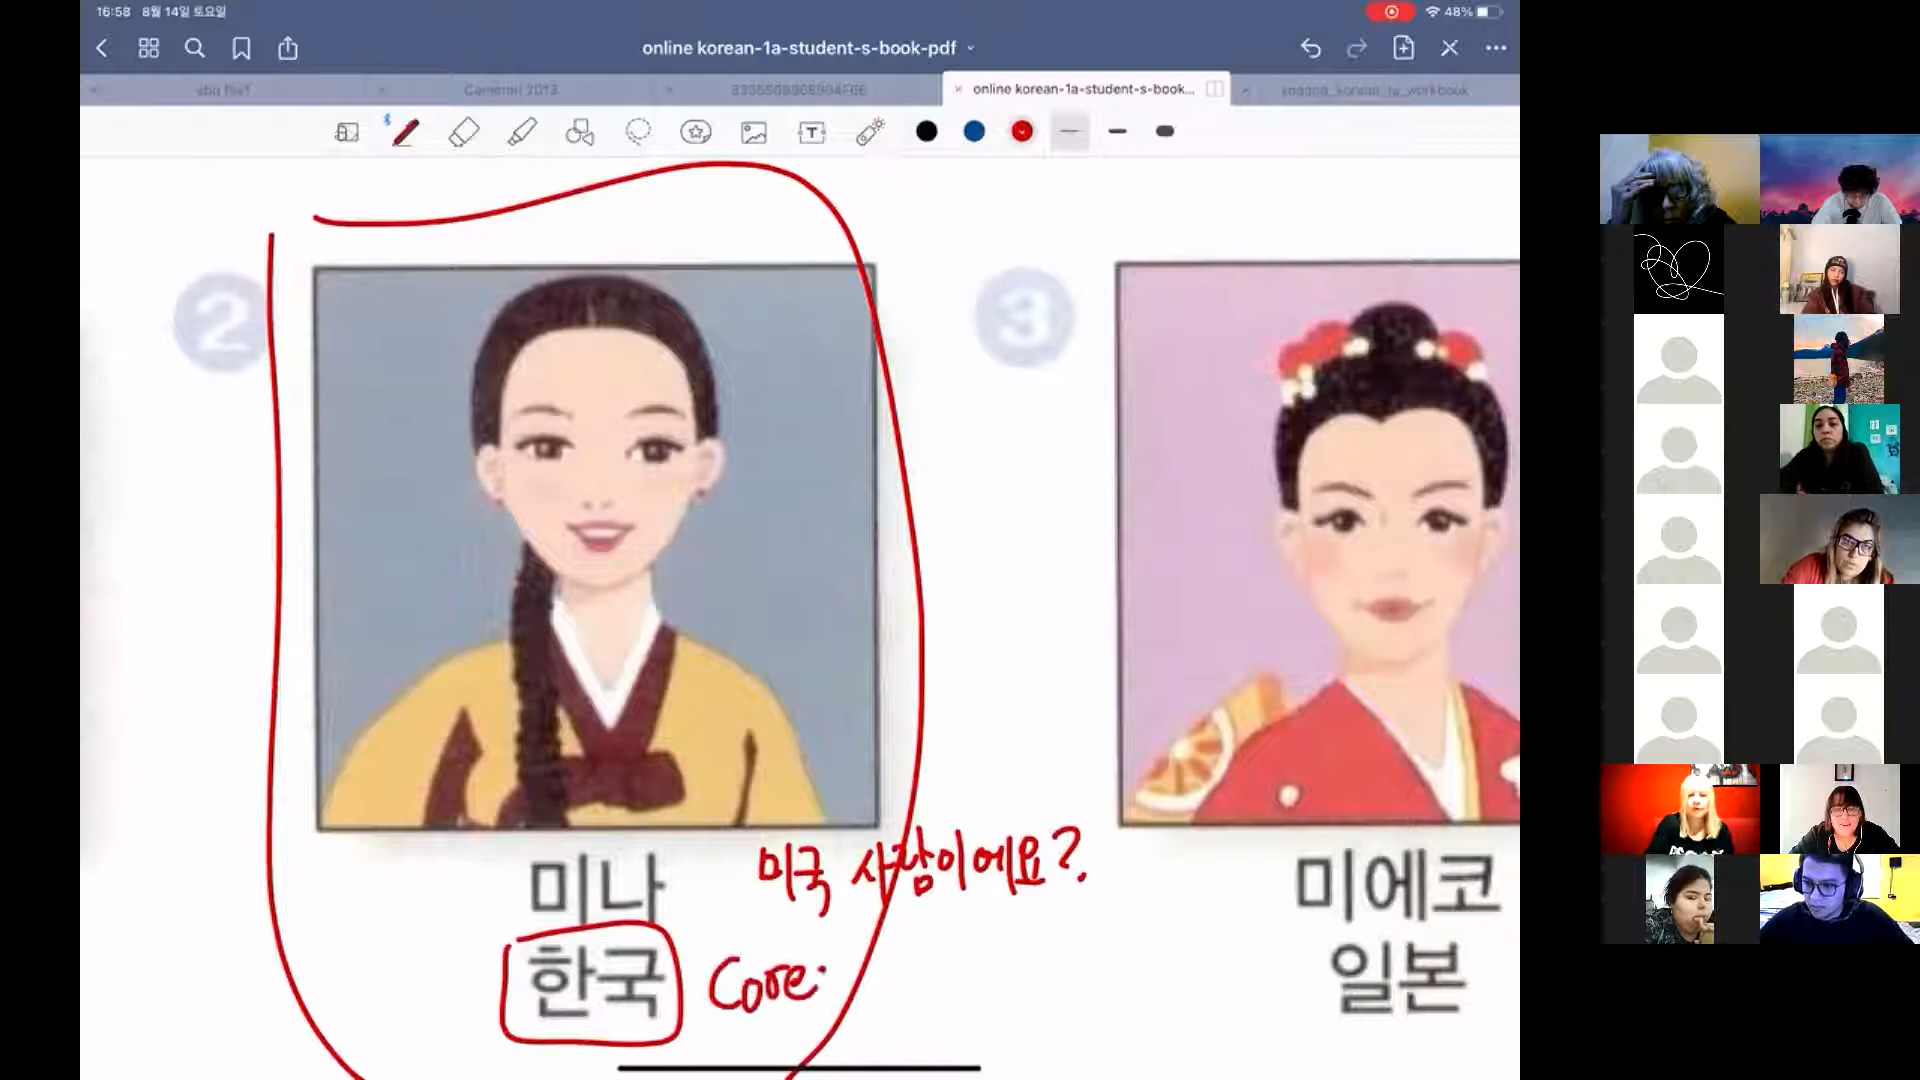 16:58 8월 14일 토요일
48%
online korean-1a-student-s-book-pdf
Cameron 2013
online korean-1a-student-s-book...
2
3
미나
미국 사람이에요?
한국
Core.
미에코
일본